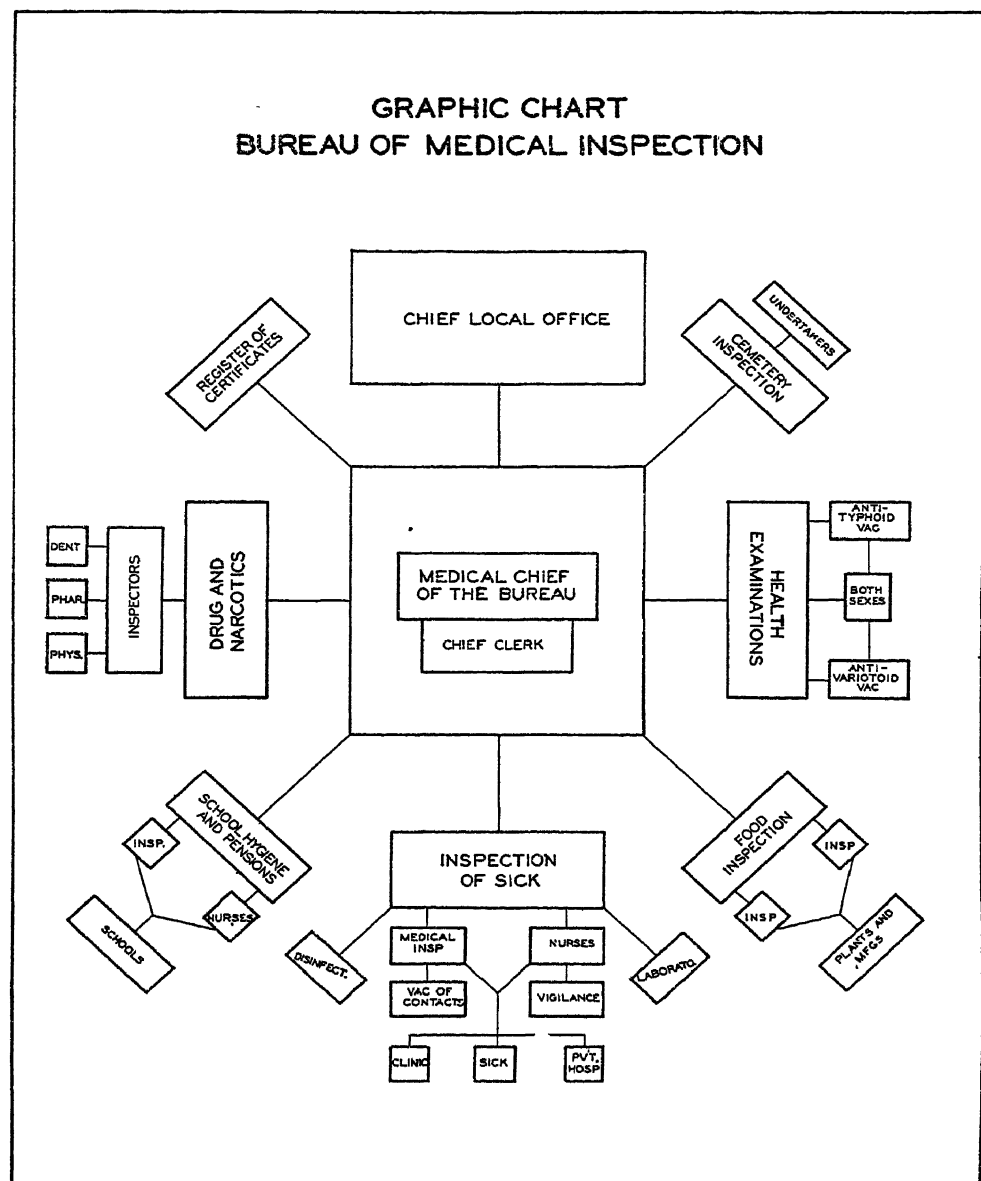 GRAPHIC CHART
BUREAU OF MEDICAL INSPECTION
CHIEF LOCAL OFFICE
REGISTER OF
CERTIFICATES
UNDERTAKERS
CEMETERY
INSPECTION
MEDICAL CHIEF
OF THE BUREAU
CHIEF CLERK
DENT
PHAR.
PHYS.
INSPECTORS
DRUG AND
NARCOTICS
HEALTH
EXAMINATIONS
ANTI-
TYPHOID
VAC
BOTH
SEXES
ANTI-
VARIOTOID
VAC
SCHOOL HYGIENE
AND PENSIONS
INSP.
NURSES
SCHOOLS
INSPECTION
OF SICK
DISINFECT.
MEDICAL
INSP
NURSES
LABORATO.
VAC OF
CONTACTS
VIGILANCE
CLINIC
SICK
PVT.
HOSP
FOOD
INSPECTION
INSP
INSP
PLANTS AND
MFGS